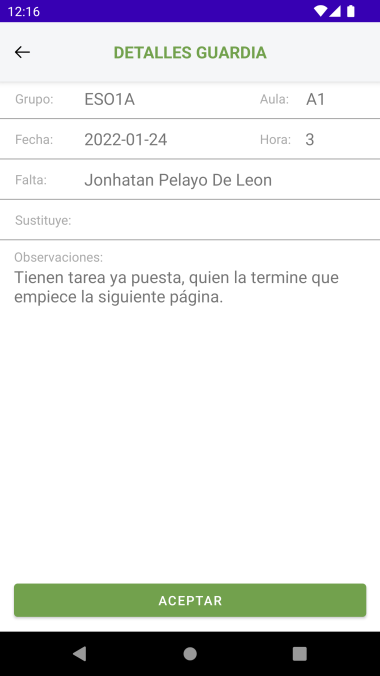 12:16
DETALLES GUARDIA
Grupo: ESO1A Aula: A1
Fecha: 2022-01-24 Hora: 3
Falta: Jonhatan Pelayo De Leon
Sustituye:
Observaciones:
Tienen tarea ya puesta, quien la termine que
empiece la siguiente página.
ACEPTAR